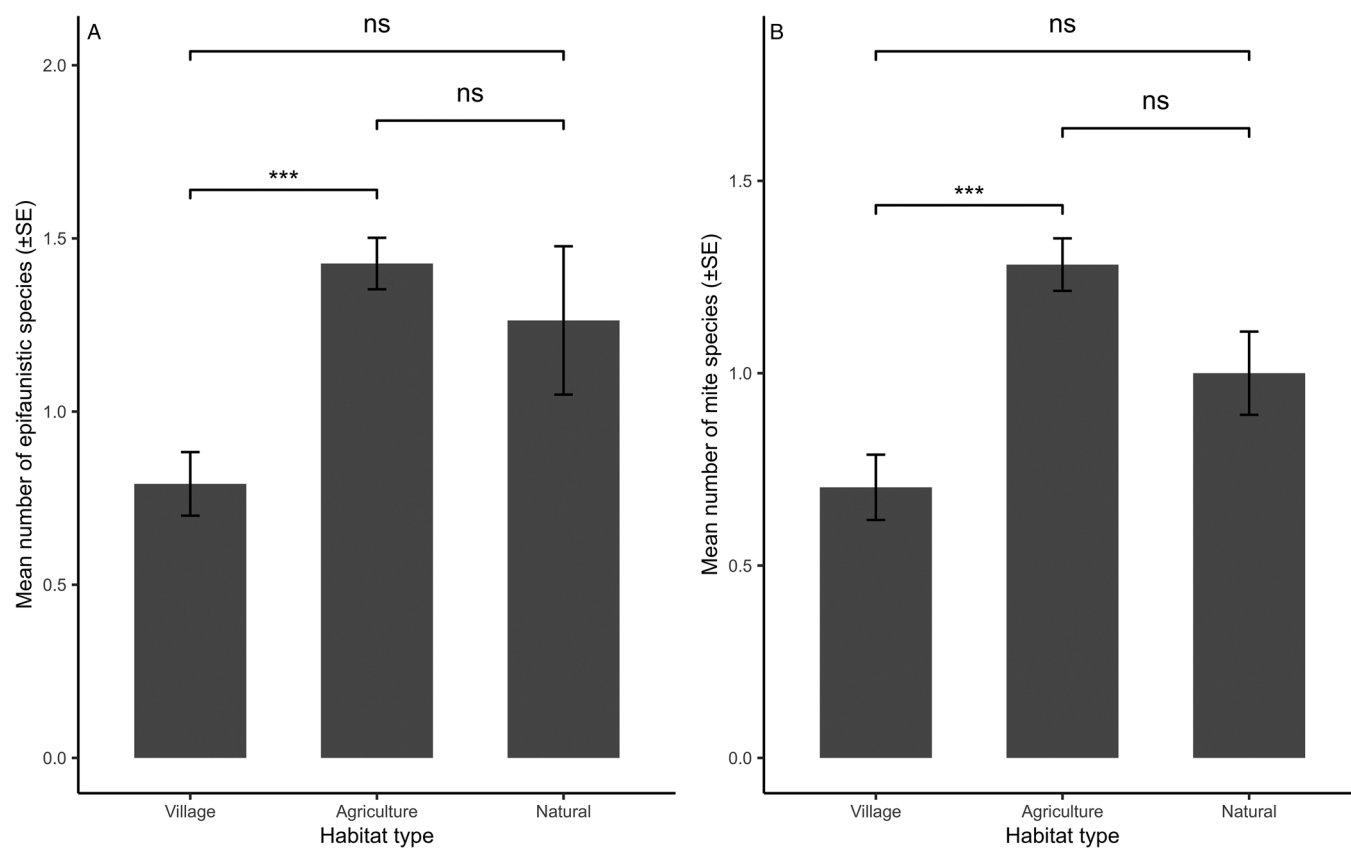 A
ns
ns
***
2.0
1.5
1.0
0.5
0.0
Mean number of epifaunistic species (±SE)
Village Agriculture Natural
Habitat type
B
ns
ns
***
1.5
1.0
0.5
0.0
Mean number of mite species (±SE)
Village Agriculture Natural
Habitat type